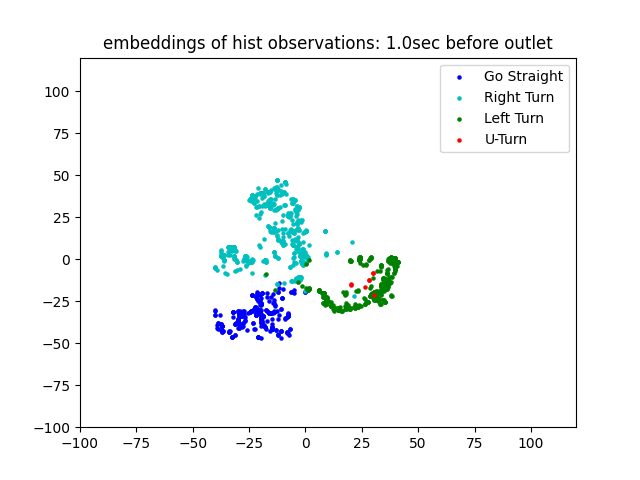 embeddings of hist observations: 1.0sec before outlet
Go Straight
Right Turn
Left Turn
U-Turn
100
75
50
25
0
−25
−50
−75
−100
−100 −75 −50 −25 0 25 50 75 100